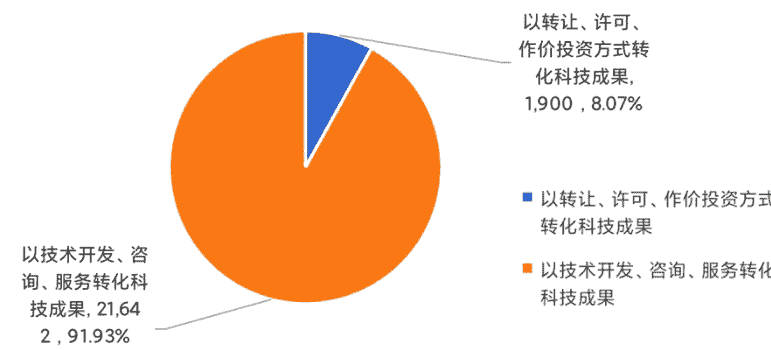 以转让、许可、
作价投资方式转
化科技成果,
1,900 , 8.07%
以转让、许可、作价投资方式
转化科技成果
以技术开发、咨询、服务转化
科技成果
以技术开发、咨
询、服务转化科
技成果, 21,64
2 , 91.93%